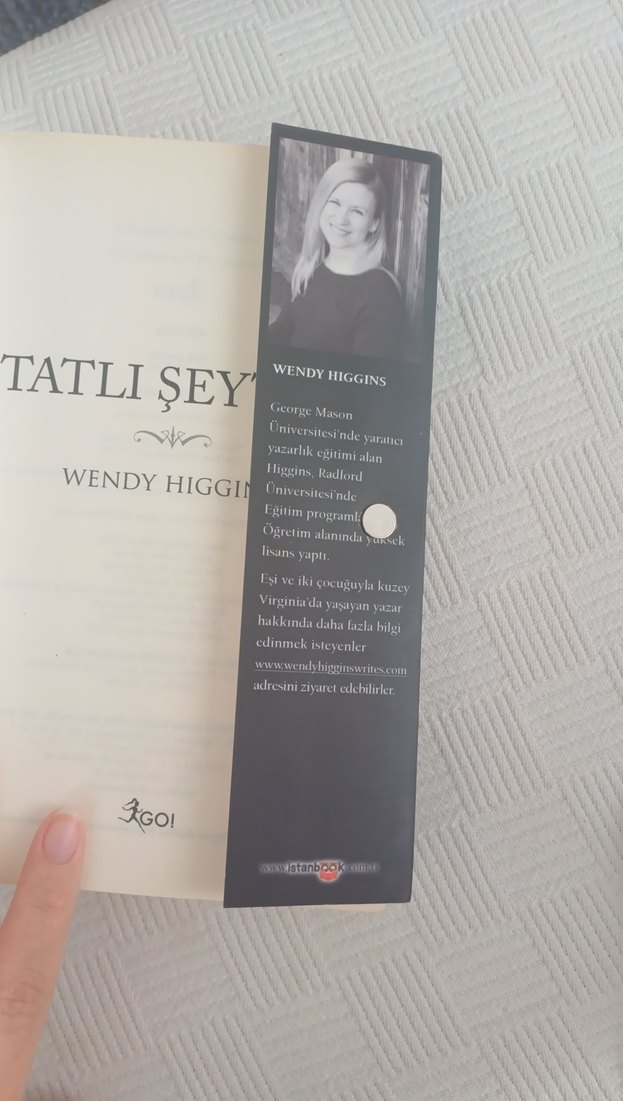 TATLI ŞEY
WENDY HIGGIN
GO!
WENDY HIGGINS
George Mason
Üniversitesi'nde yaratıcı
yazarlık eğitimi alan
Higgins, Radford
Üniversitesi'nde
Eğitim
Öğretim alanında yüksek
lisans yaptı.
Eşi ve iki çocuğuyla kuzey
Virginia'da yaşayan yazar
hakkında daha fazla bilgi
edinmek isteyenler
www.wendyhigginswrites.com
adresini ziyaret edebilirler.
www.istanbook.com.tr